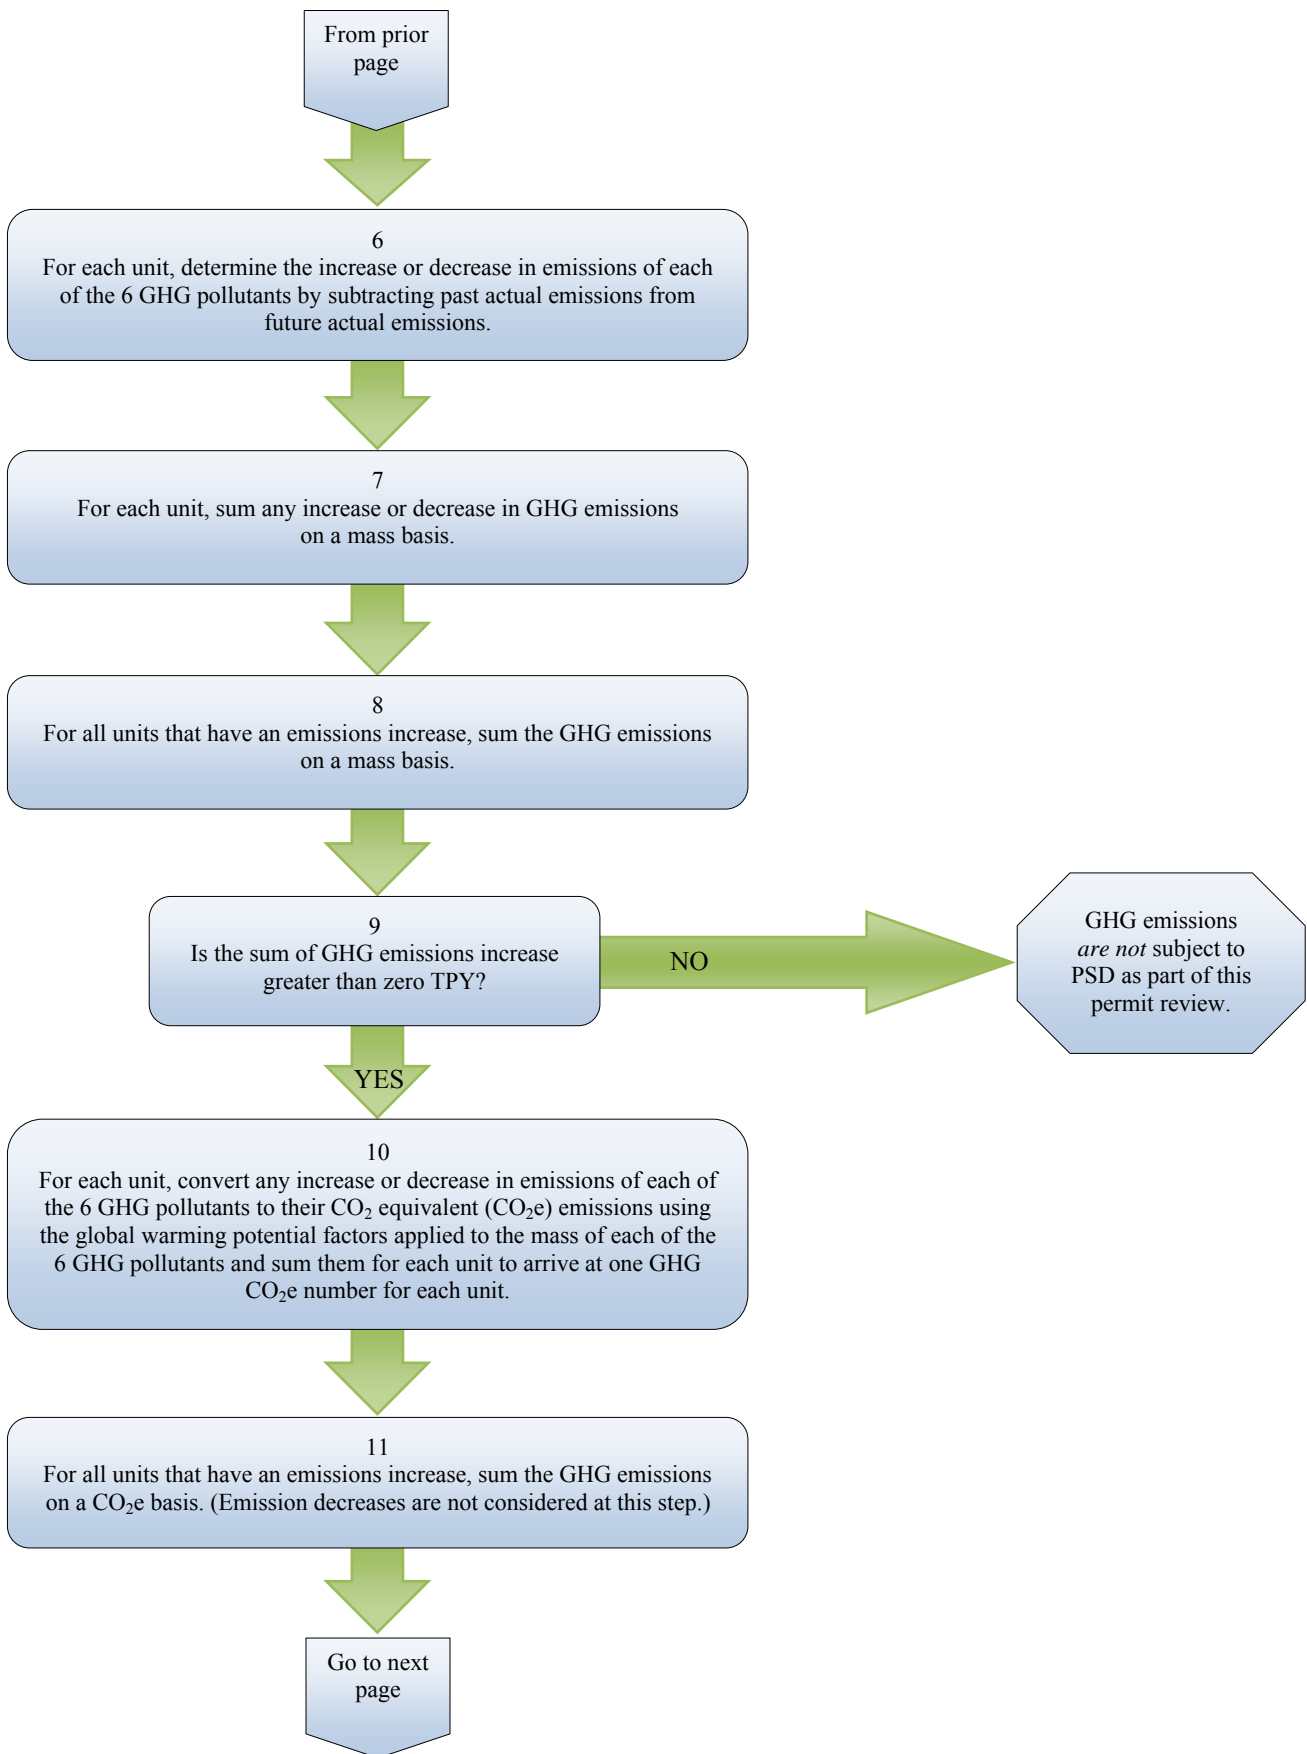 From prior
page
6
For each unit, determine the increase or decrease in emissions of each
of the 6 GHG pollutants by subtracting past actual emissions from
future actual emissions.
7
For each unit, sum any increase or decrease in GHG emissions
on a mass basis.
8
For all units that have an emissions increase, sum the GHG emissions
on a mass basis.
9
Is the sum of GHG emissions increase
greater than zero TPY?
NO
GHG emissions
are not subject to
PSD as part of this
permit review.
YES
10
For each unit, convert any increase or decrease in emissions of each of
the 6 GHG pollutants to their CO₂ equivalent (CO₂e) emissions using
the global warming potential factors applied to the mass of each of the
6 GHG pollutants and sum them for each unit to arrive at one GHG
CO₂e number for each unit.
11
For all units that have an emissions increase, sum the GHG emissions
on a CO₂e basis. (Emission decreases are not considered at this step.)
Go to next
page